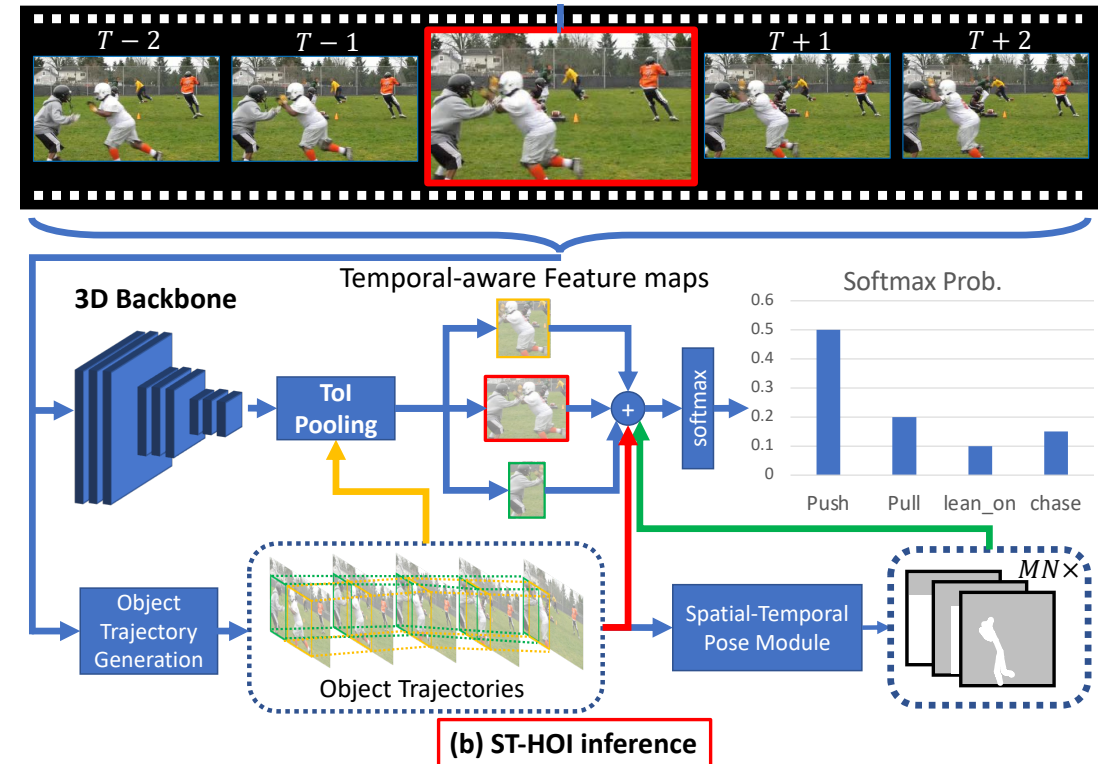 T − 2
T − 1
T + 1
T + 2
Temporal-aware Feature maps
3D Backbone
ToI
Pooling
+
softmax
Softmax Prob.
0.6
0.5
0.4
0.3
0.2
0.1
0
Push
Pull
lean_on
chase
Object
Trajectory
Generation
Object Trajectories
Spatial-Temporal
Pose Module
MN×
(b) ST-HOI inference